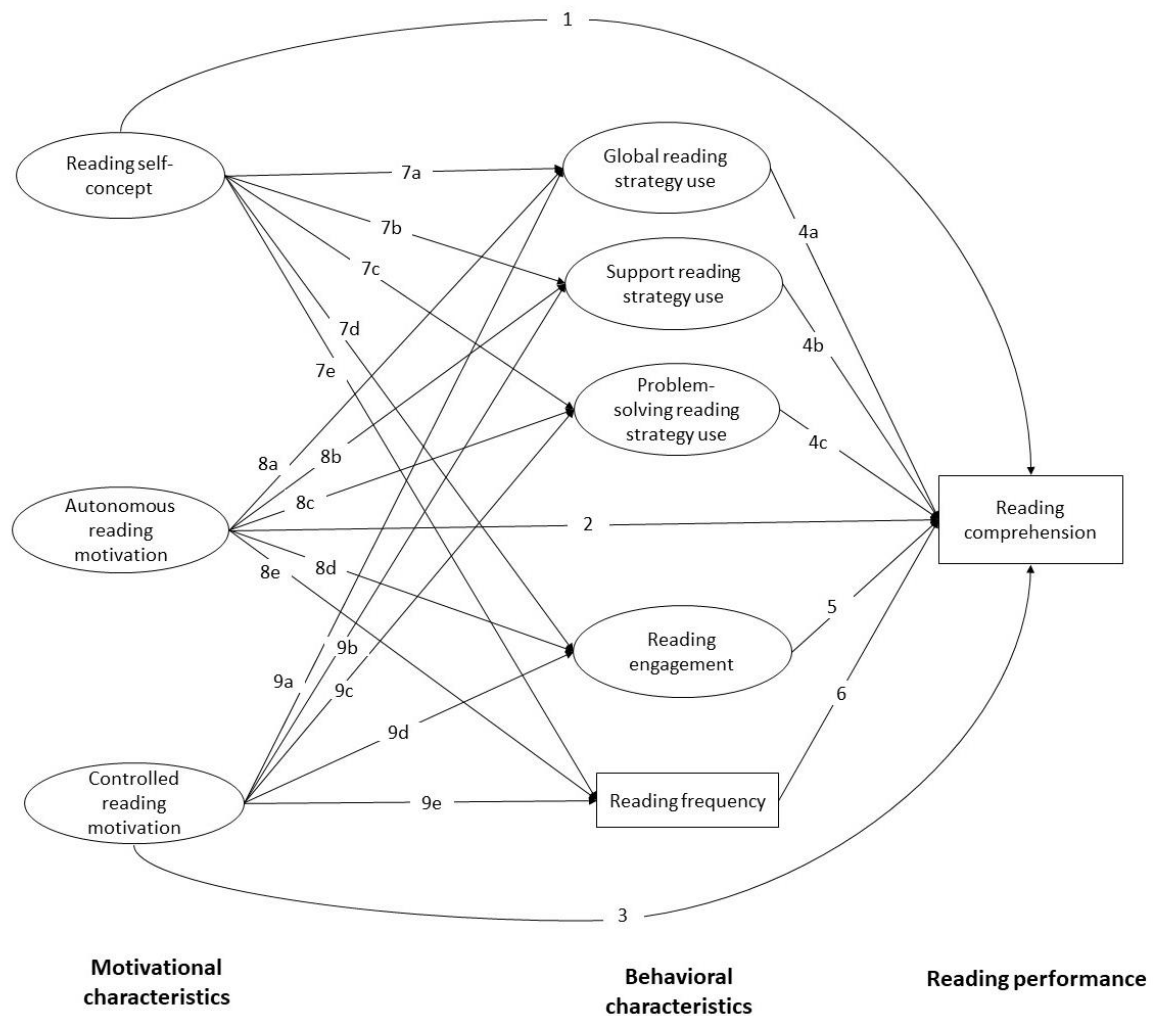 1
Reading self-
concept
Global reading
strategy use
7a
7b
4a
7c
Support reading
strategy use
7d
4b
7e
Problem-
solving reading
strategy use
4c
8a
8b
8c
Autonomous
reading
motivation
2
Reading
comprehension
8d
8e
5
9b
Reading
engagement
9a
9c
6
9d
Controlled
reading
motivation
9e
Reading frequency
3
Motivational
characteristics
Behavioral
characteristics
Reading performance